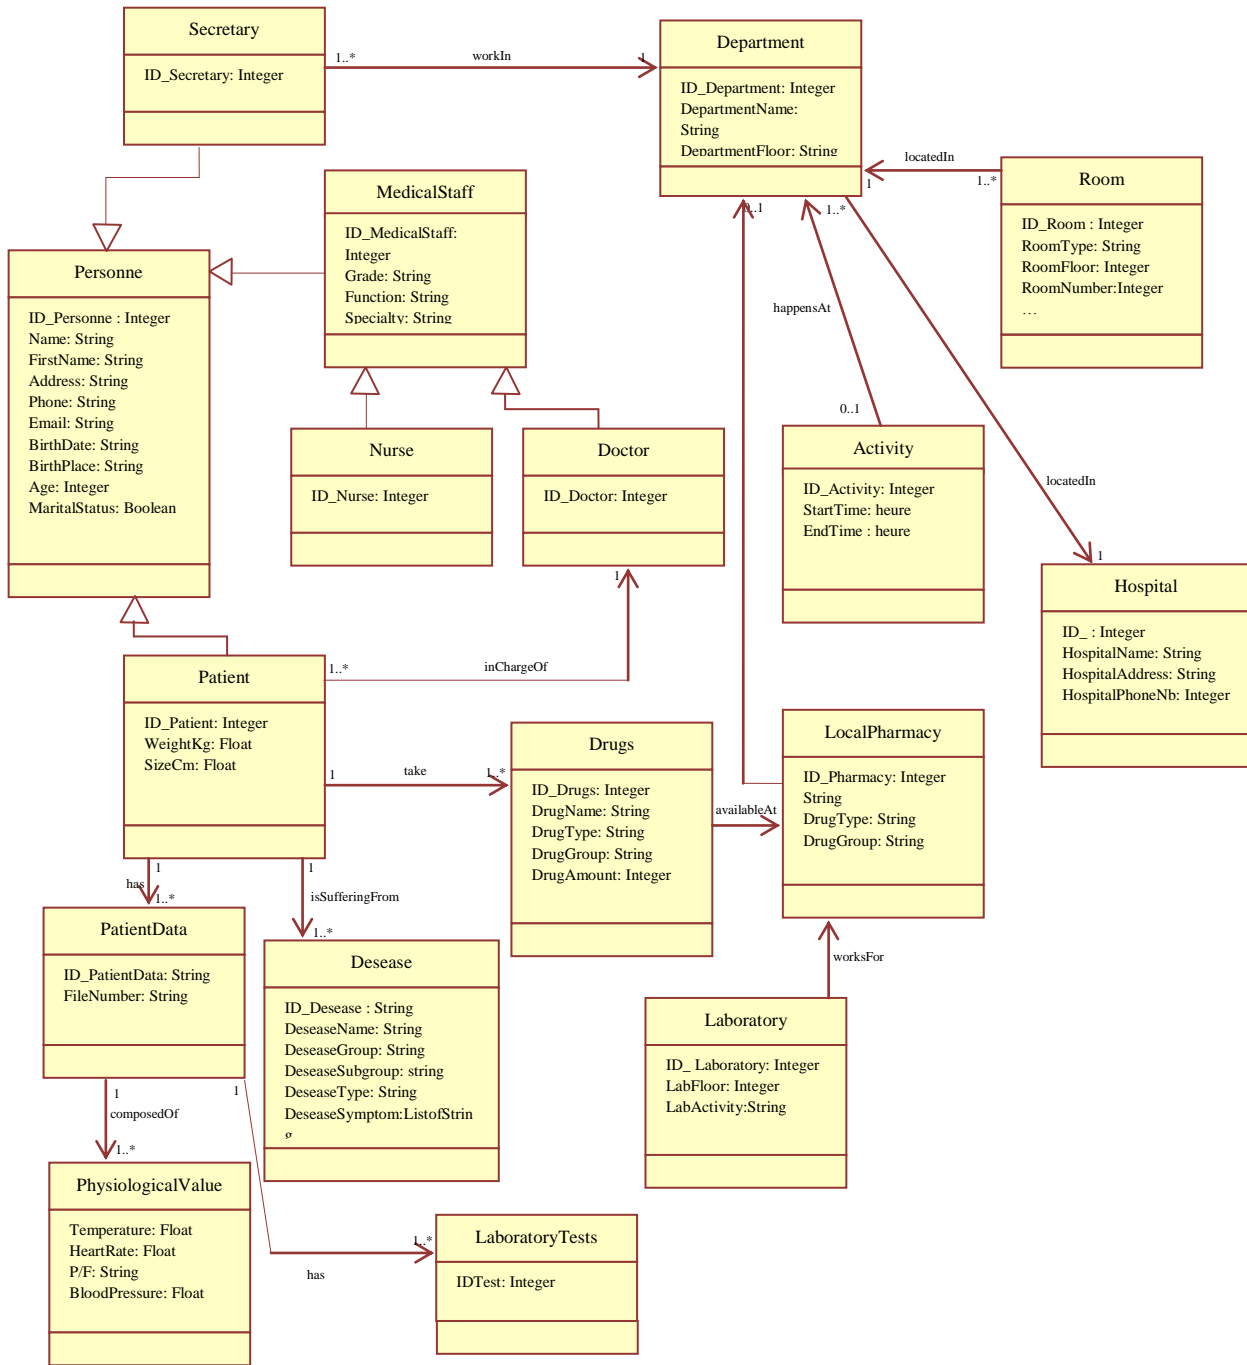 Secretary
ID_Secretary: Integer
1..*
workIn
1
Department
ID_Department: Integer
DepartmentName:
String
DepartmentFloor: String
locatedIn
1
1..*
Room
ID_Room : Integer
RoomType: String
RoomFloor: Integer
RoomNumber:Integer
…
MedicalStaff
ID_MedicalStaff:
Integer
Grade: String
Function: String
Specialty: String
0..1
1..*
Personne
ID_Personne : Integer
Name: String
FirstName: String
Address: String
Phone: String
Email: String
BirthDate: String
BirthPlace: String
Age: Integer
MaritalStatus: Boolean
happensAt
0..1
locatedIn
1
Nurse
ID_Nurse: Integer
Doctor
ID_Doctor: Integer
1
Activity
ID_Activity: Integer
StartTime: heure
EndTime : heure
Hospital
ID_ : Integer
HospitalName: String
HospitalAddress: String
HospitalPhoneNb: Integer
Patient
ID_Patient: Integer
WeightKg: Float
SizeCm: Float
1..*
inChargeOf
1
take
1..*
Drugs
ID_Drugs: Integer
DrugName: String
DrugType: String
DrugGroup: String
DrugAmount: Integer
availableAt
LocalPharmacy
ID_Pharmacy: Integer
String
DrugType: String
DrugGroup: String
1
has
1..*
1
isSufferingFrom
1..*
PatientData
ID_PatientData: String
FileNumber: String
Desease
ID_Desease : String
DeseaseName: String
DeseaseGroup: String
DeseaseSubgroup: string
DeseaseType: String
DeseaseSymptom:ListofStrin
g
worksFor
Laboratory
ID_ Laboratory: Integer
LabFloor: Integer
LabActivity:String
1
composedOf
1..*
1
PhysiologicalValue
Temperature: Float
HeartRate: Float
P/F: String
BloodPressure: Float
has
1..*
LaboratoryTests
IDTest: Integer